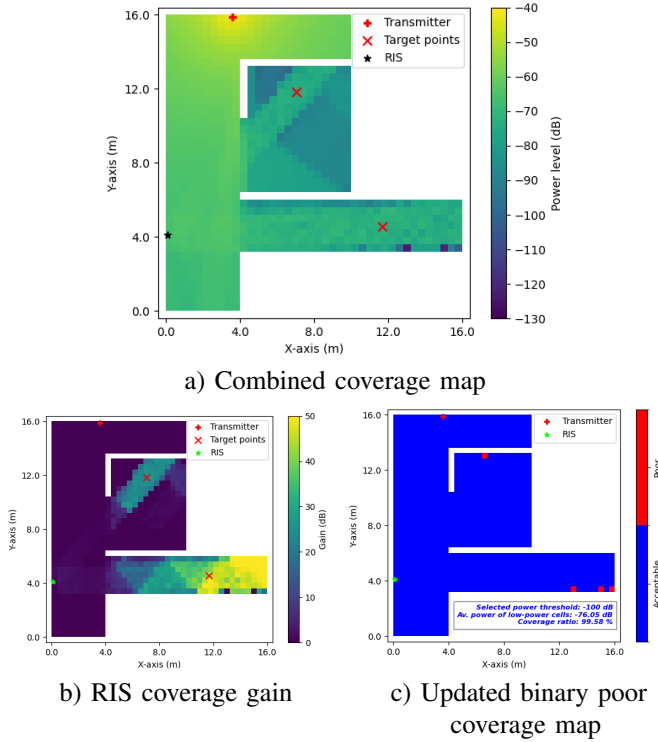 16.0
12.0
8.0
4.0
0.0
Y-axis (m)
0.0 4.0 8.0 12.0 16.0
X-axis (m)
Transmitter
Target points
RIS
−40
−50
−60
−70
−80
−90
−100
−110
−120
−130
Power level (dB)
a) Combined coverage map
16.0
12.0
8.0
4.0
0.0
Y-axis (m)
0.0 4.0 8.0 12.0 16.0
X-axis (m)
Transmitter
Target points
RIS
50
40
30
20
10
0
Gain (dB)
b) RIS coverage gain
16.0
12.0
8.0
4.0
0.0
Y-axis (m)
0.0 4.0 8.0 12.0 16.0
X-axis (m)
Transmitter
RIS
Selected power threshold: -100 dB
Av. power of low-power cells: -76.05 dB
Coverage ratio: 99.58 %
Poor
Acceptable
c) Updated binary poor
coverage map